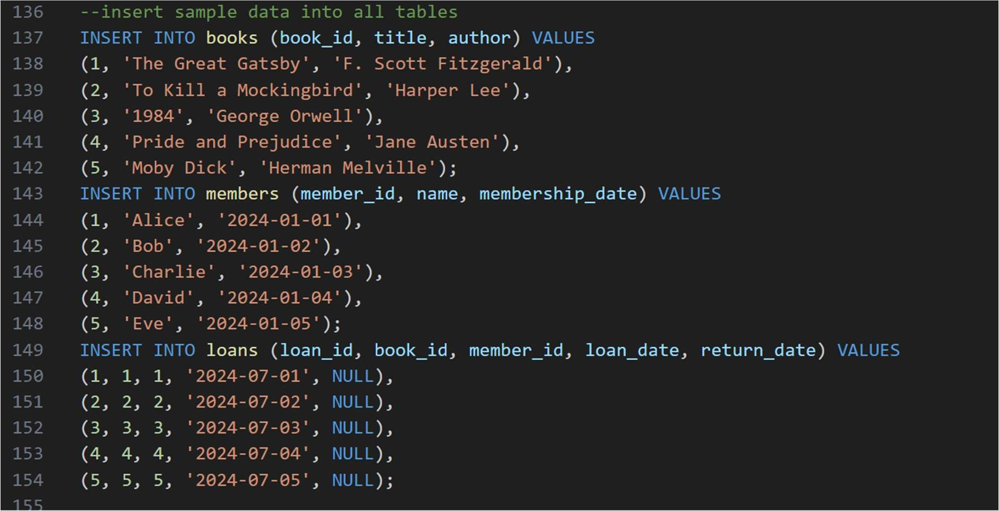 136 --insert sample data into all tables
137 INSERT INTO books (book_id, title, author) VALUES
138 (1, 'The Great Gatsby', 'F. Scott Fitzgerald'),
139 (2, 'To Kill a Mockingbird', 'Harper Lee'),
140 (3, '1984', 'George Orwell'),
141 (4, 'Pride and Prejudice', 'Jane Austen'),
142 (5, 'Moby Dick', 'Herman Melville');
143 INSERT INTO members (member_id, name, membership_date) VALUES
144 (1, 'Alice', '2024-01-01'),
145 (2, 'Bob', '2024-01-02'),
146 (3, 'Charlie', '2024-01-03'),
147 (4, 'David', '2024-01-04'),
148 (5, 'Eve', '2024-01-05');
149 INSERT INTO loans (loan_id, book_id, member_id, loan_date, return_date) VALUES
150 (1, 1, 1, '2024-07-01', NULL),
151 (2, 2, 2, '2024-07-02', NULL),
152 (3, 3, 3, '2024-07-03', NULL),
153 (4, 4, 4, '2024-07-04', NULL),
154 (5, 5, 5, '2024-07-05', NULL);
155